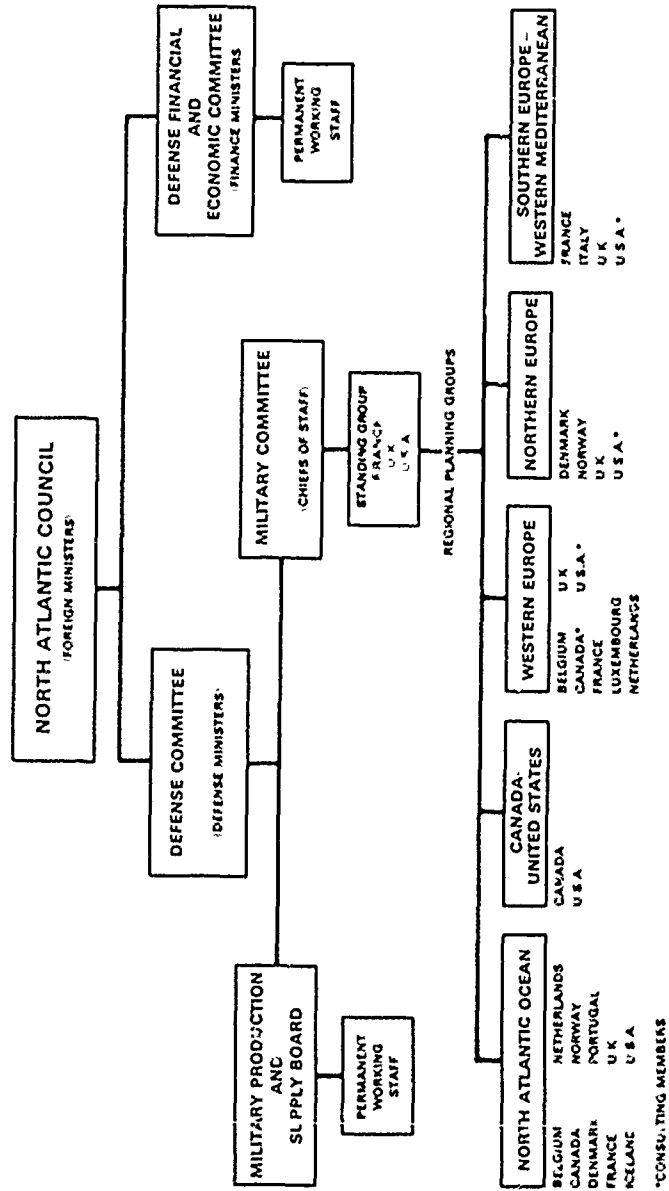 NORTH ATLANTIC COUNCIL
(FOREIGN MINISTERS)
DEFENSE COMMITTEE
(DEFENSE MINISTERS)
DEFENSE FINANCIAL
AND
ECONOMIC COMMITTEE
(FINANCE MINISTERS)
PERMANENT
WORKING
STAFF
MILITARY PRODUCTION
AND
SUPPLY BOARD
PERMANENT
WORKING
STAFF
MILITARY COMMITTEE
(CHIEFS OF STAFF)
STANDING GROUP
FRANCE
U K
U S A
REGIONAL PLANNING GROUPS
NORTH ATLANTIC OCEAN
BELGIUM NETHERLANDS
CANADA NORWAY
DENMARK PORTUGAL
FRANCE U K
ICELAND U S A
CANADA-
UNITED STATES
CANADA
U S A
WESTERN EUROPE
BELGIUM U K
CANADA* U S A*
FRANCE
LUXEMBOURG
NETHERLANDS
NORTHERN EUROPE
DENMARK
NORWAY
U K
U S A*
SOUTHERN EUROPE–
WESTERN MEDITERRANEAN
FRANCE
ITALY
U K
U S A*
*CONSULTING MEMBERS